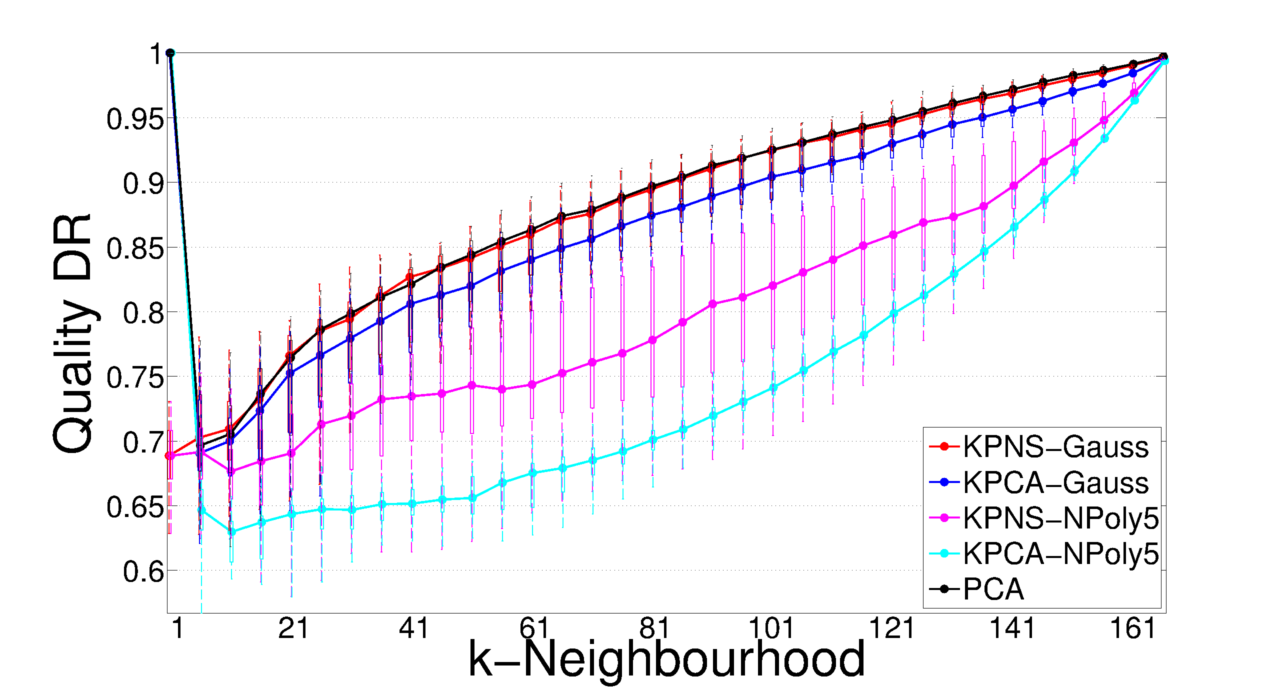 1
0.95
0.9
0.85
0.8
0.75
0.7
0.65
0.6
Quality DR
1 21 41 61 81 101 121 141 161
k−Neighbourhood
KPNS−Gauss
KPCA−Gauss
KPNS−NPoly5
KPCA−NPoly5
PCA